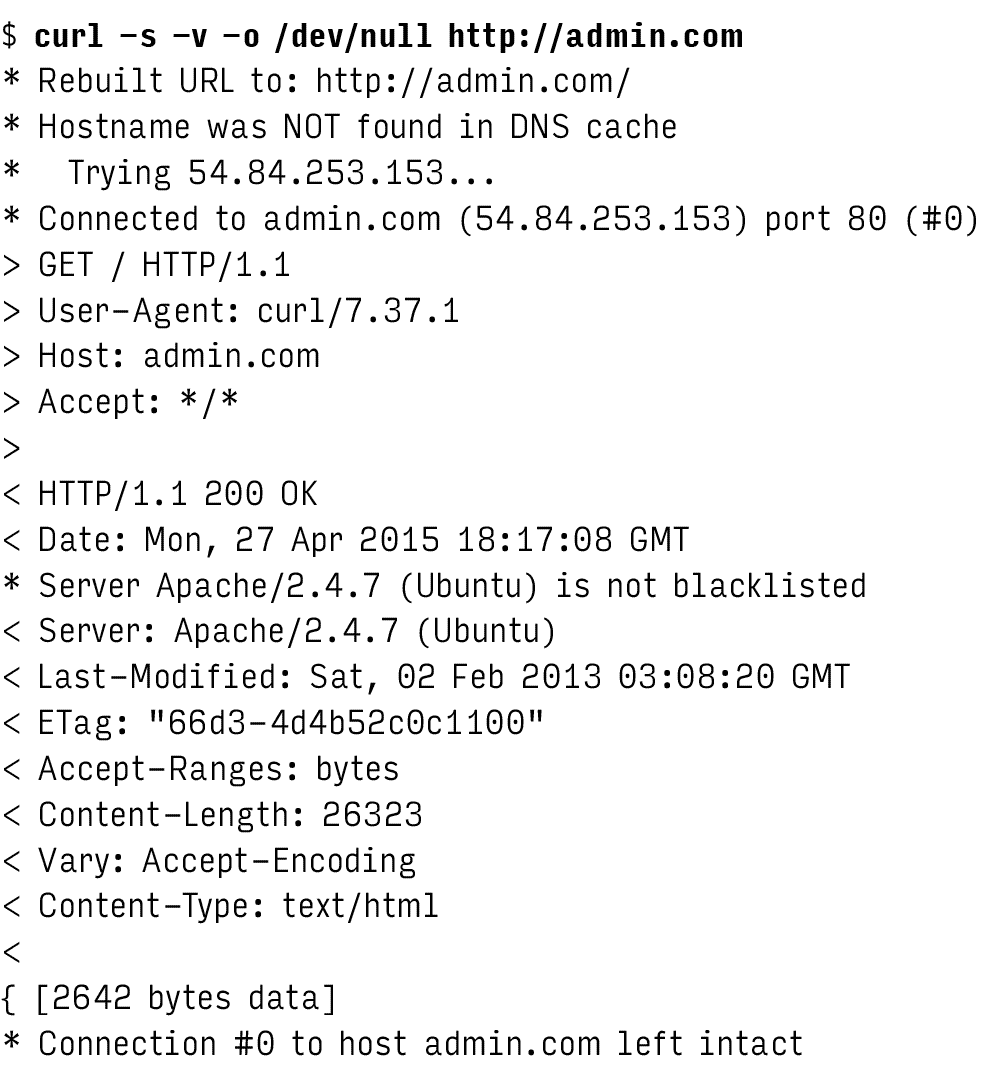 $ curl -s -v -o /dev/null http://admin.com
* Rebuilt URL to: http://admin.com/
* Hostname was NOT found in DNS cache
*   Trying 54.84.253.153...
* Connected to admin.com (54.84.253.153) port 80 (#0)
> GET / HTTP/1.1
> User-Agent: curl/7.37.1
> Host: admin.com
> Accept: */*
>
< HTTP/1.1 200 OK
< Date: Mon, 27 Apr 2015 18:17:08 GMT
* Server Apache/2.4.7 (Ubuntu) is not blacklisted
< Server: Apache/2.4.7 (Ubuntu)
< Last-Modified: Sat, 02 Feb 2013 03:08:20 GMT
< ETag: "66d3-4d4b52c0c1100"
< Accept-Ranges: bytes
< Content-Length: 26323
< Vary: Accept-Encoding
< Content-Type: text/html
<
{ [2642 bytes data]
* Connection #0 to host admin.com left intact